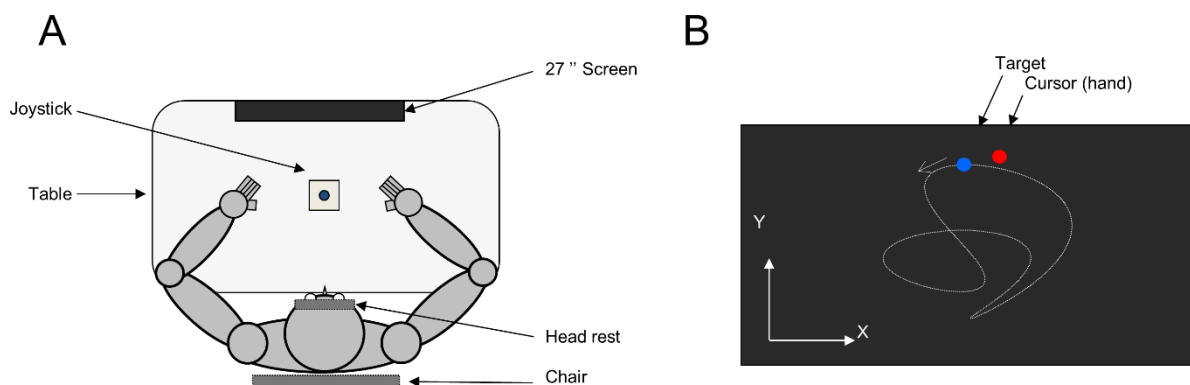 A
27 " Screen
Joystick
Table
Head rest
Chair
B
Target
Cursor (hand)
Y
X